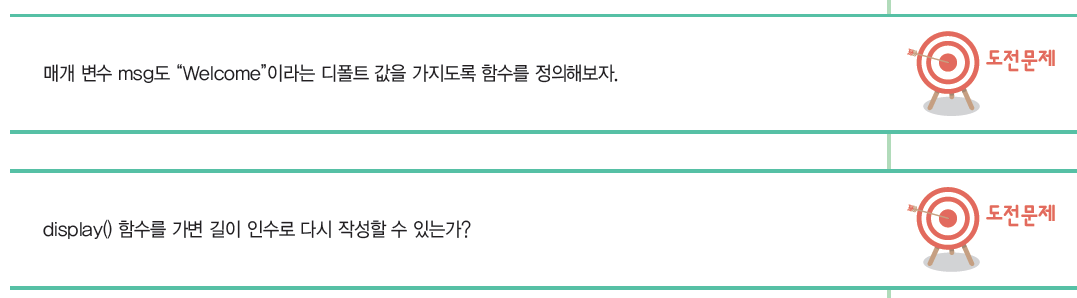 매개 변수 msg도 “Welcome”이라는 디폴트 값을 가지도록 함수를 정의해보자.
도전문제
display() 함수를 가변 길이 인수로 다시 작성할 수 있는가?
도전문제